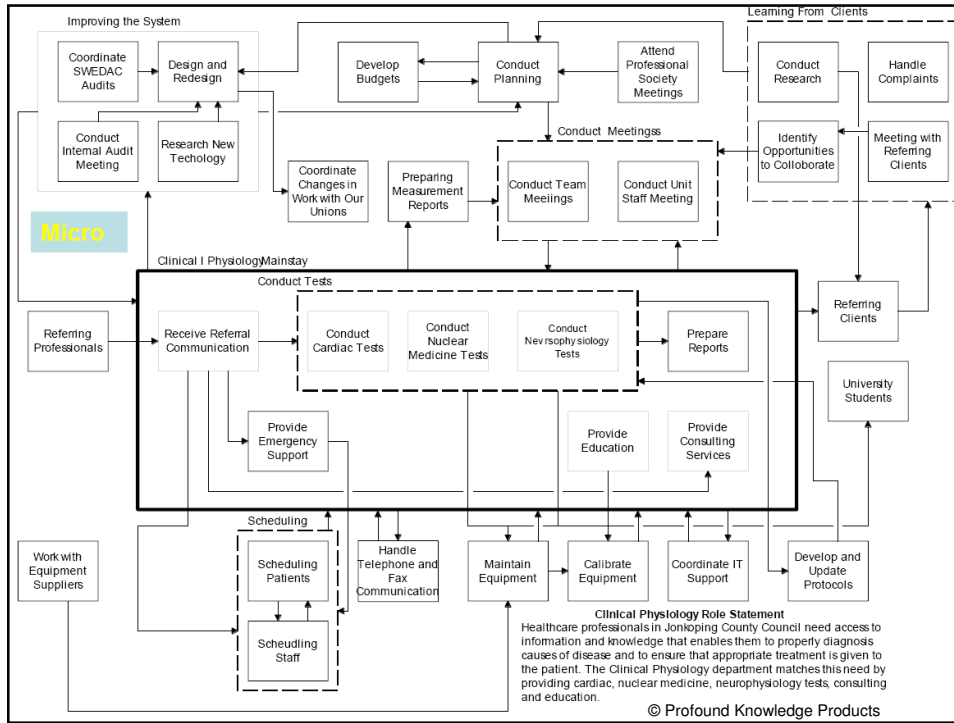 Improving the System
Learning From Clients
Coordinate
SWEDAC
Audits
Design and
Redesign
Develop
Budgets
Conduct
Planning
Attend
Professional
Society
Meetings
Conduct
Research
Handle
Complaints
Conduct
Internal Audit
Meeting
Research New
Techology
Conduct Meetingss
Identify
Opportunities
to Colloborate
Meeting with
Referring
Clients
Coordinate
Changes in
Work with Our
Unions
Preparing
Measurement
Reports
Conduct Team
Meeiings
Conduct Unit
Staff Meeting
Micro
Clinical I Physiology Mainstay
Conduct Tests
Referring
Professionals
Receive Referral
Communication
Conduct
Cardiac Tests
Conduct
Nuclear
Medicine Tests
Conduct
Nevrsophysiology
Tests
Prepare
Reports
Referring
Clients
University
Students
Provide
Emergency
Support
Provide
Education
Provide
Consulting
Services
Scheduling
Work with
Equipment
Suppliers
Scheduling
Patients
Handle
Telephone and
Fax
Communication
Maintain
Equipment
Calibrate
Equipment
Coordinate IT
Support
Develop and
Update
Protocols
Scheudling
Staff
Clinical Physiology Role Statement
Healthcare professionals in Jonkoping County Council need access to
information and knowledge that enables them to properly diagnosis
causes of disease and to ensure that appropriate treatment is given to
the patient. The Clinical Physiology department matches this need by
providing cardiac, nuclear medicine, neurophysiology tests, consulting
and education.
© Profound Knowledge Products